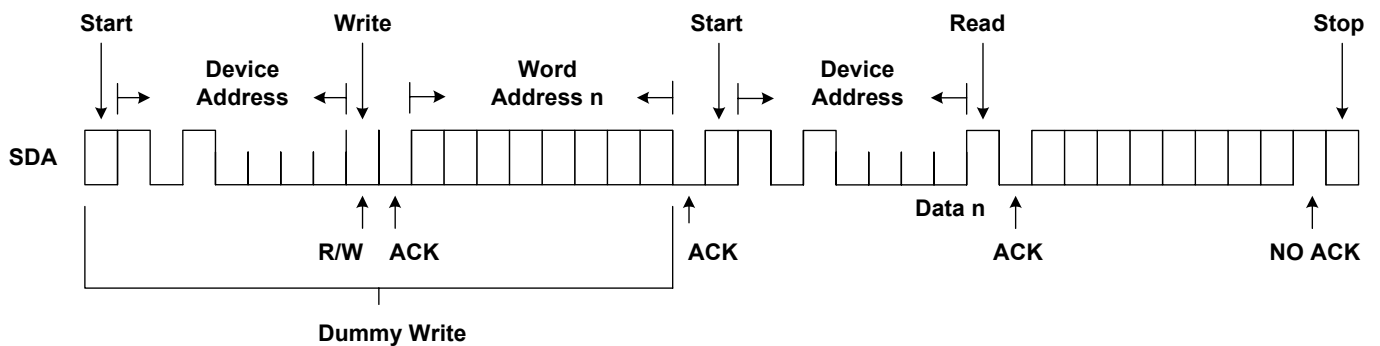 Start
Write
Start
Read
Stop
Device
Address
Word
Address n
Device
Address
SDA
Data n
R/W
ACK
ACK
ACK
NO ACK
Dummy Write